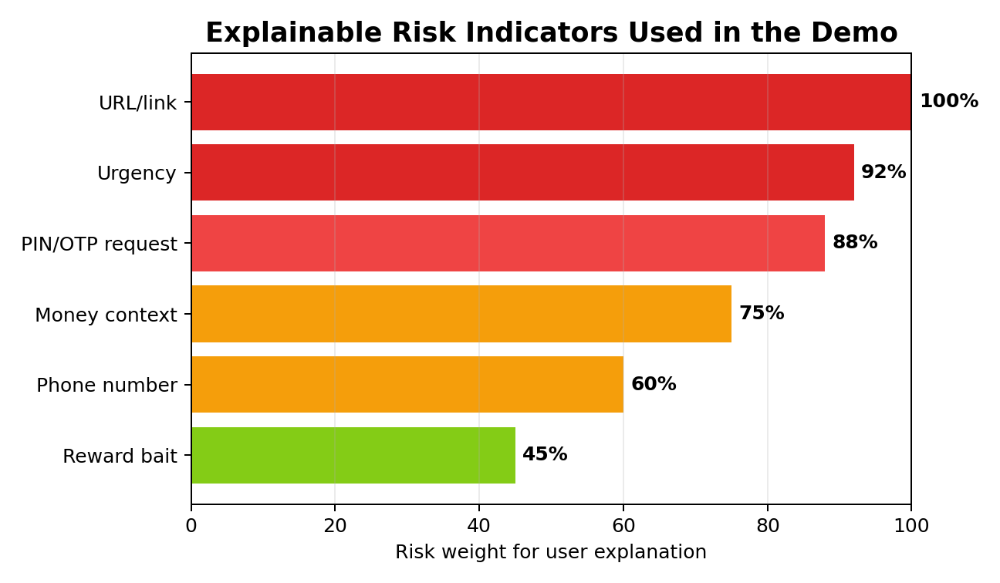 Explainable Risk Indicators Used in the Demo
URL/link 100%
Urgency 92%
PIN/OTP request 88%
Money context 75%
Phone number 60%
Reward bait 45%
0 20 40 60 80 100
Risk weight for user explanation